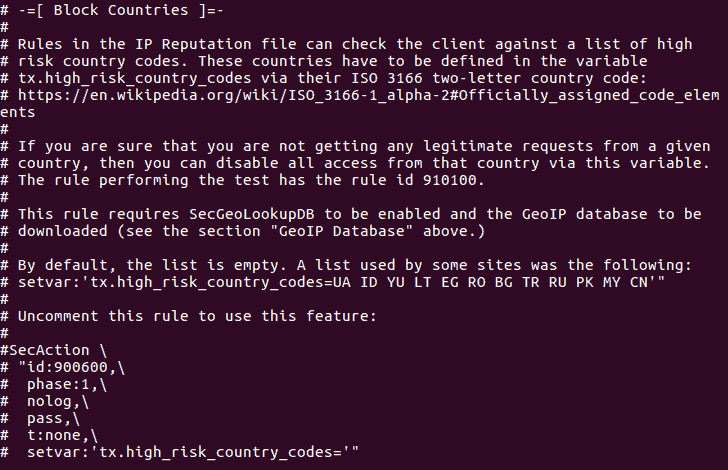 # -=[ Block Countries ]=-
#
# Rules in the IP Reputation file can check the client against a list of high
# risk country codes. These countries have to be defined in the variable
# tx.high_risk_country_codes via their ISO 3166 two-letter country code:
# https://en.wikipedia.org/wiki/ISO_3166-1_alpha-2#Officially_assigned_code_elem
ents
#
# If you are sure that you are not getting any legitimate requests from a given
# country, then you can disable all access from that country via this variable.
# The rule performing the test has the rule id 910100.
#
# This rule requires SecGeoLookupDB to be enabled and the GeoIP database to be
# downloaded (see the section "GeoIP Database" above.)
#
# By default, the list is empty. A list used by some sites was the following:
# setvar:'tx.high_risk_country_codes=UA ID YU LT EG RO BG TR RU PK MY CN'"
#
# Uncomment this rule to use this feature:
#
#SecAction \
# "id:900600,\
#  phase:1,\
#  nolog,\
#  pass,\
#  t:none,\
#  setvar:'tx.high_risk_country_codes='"